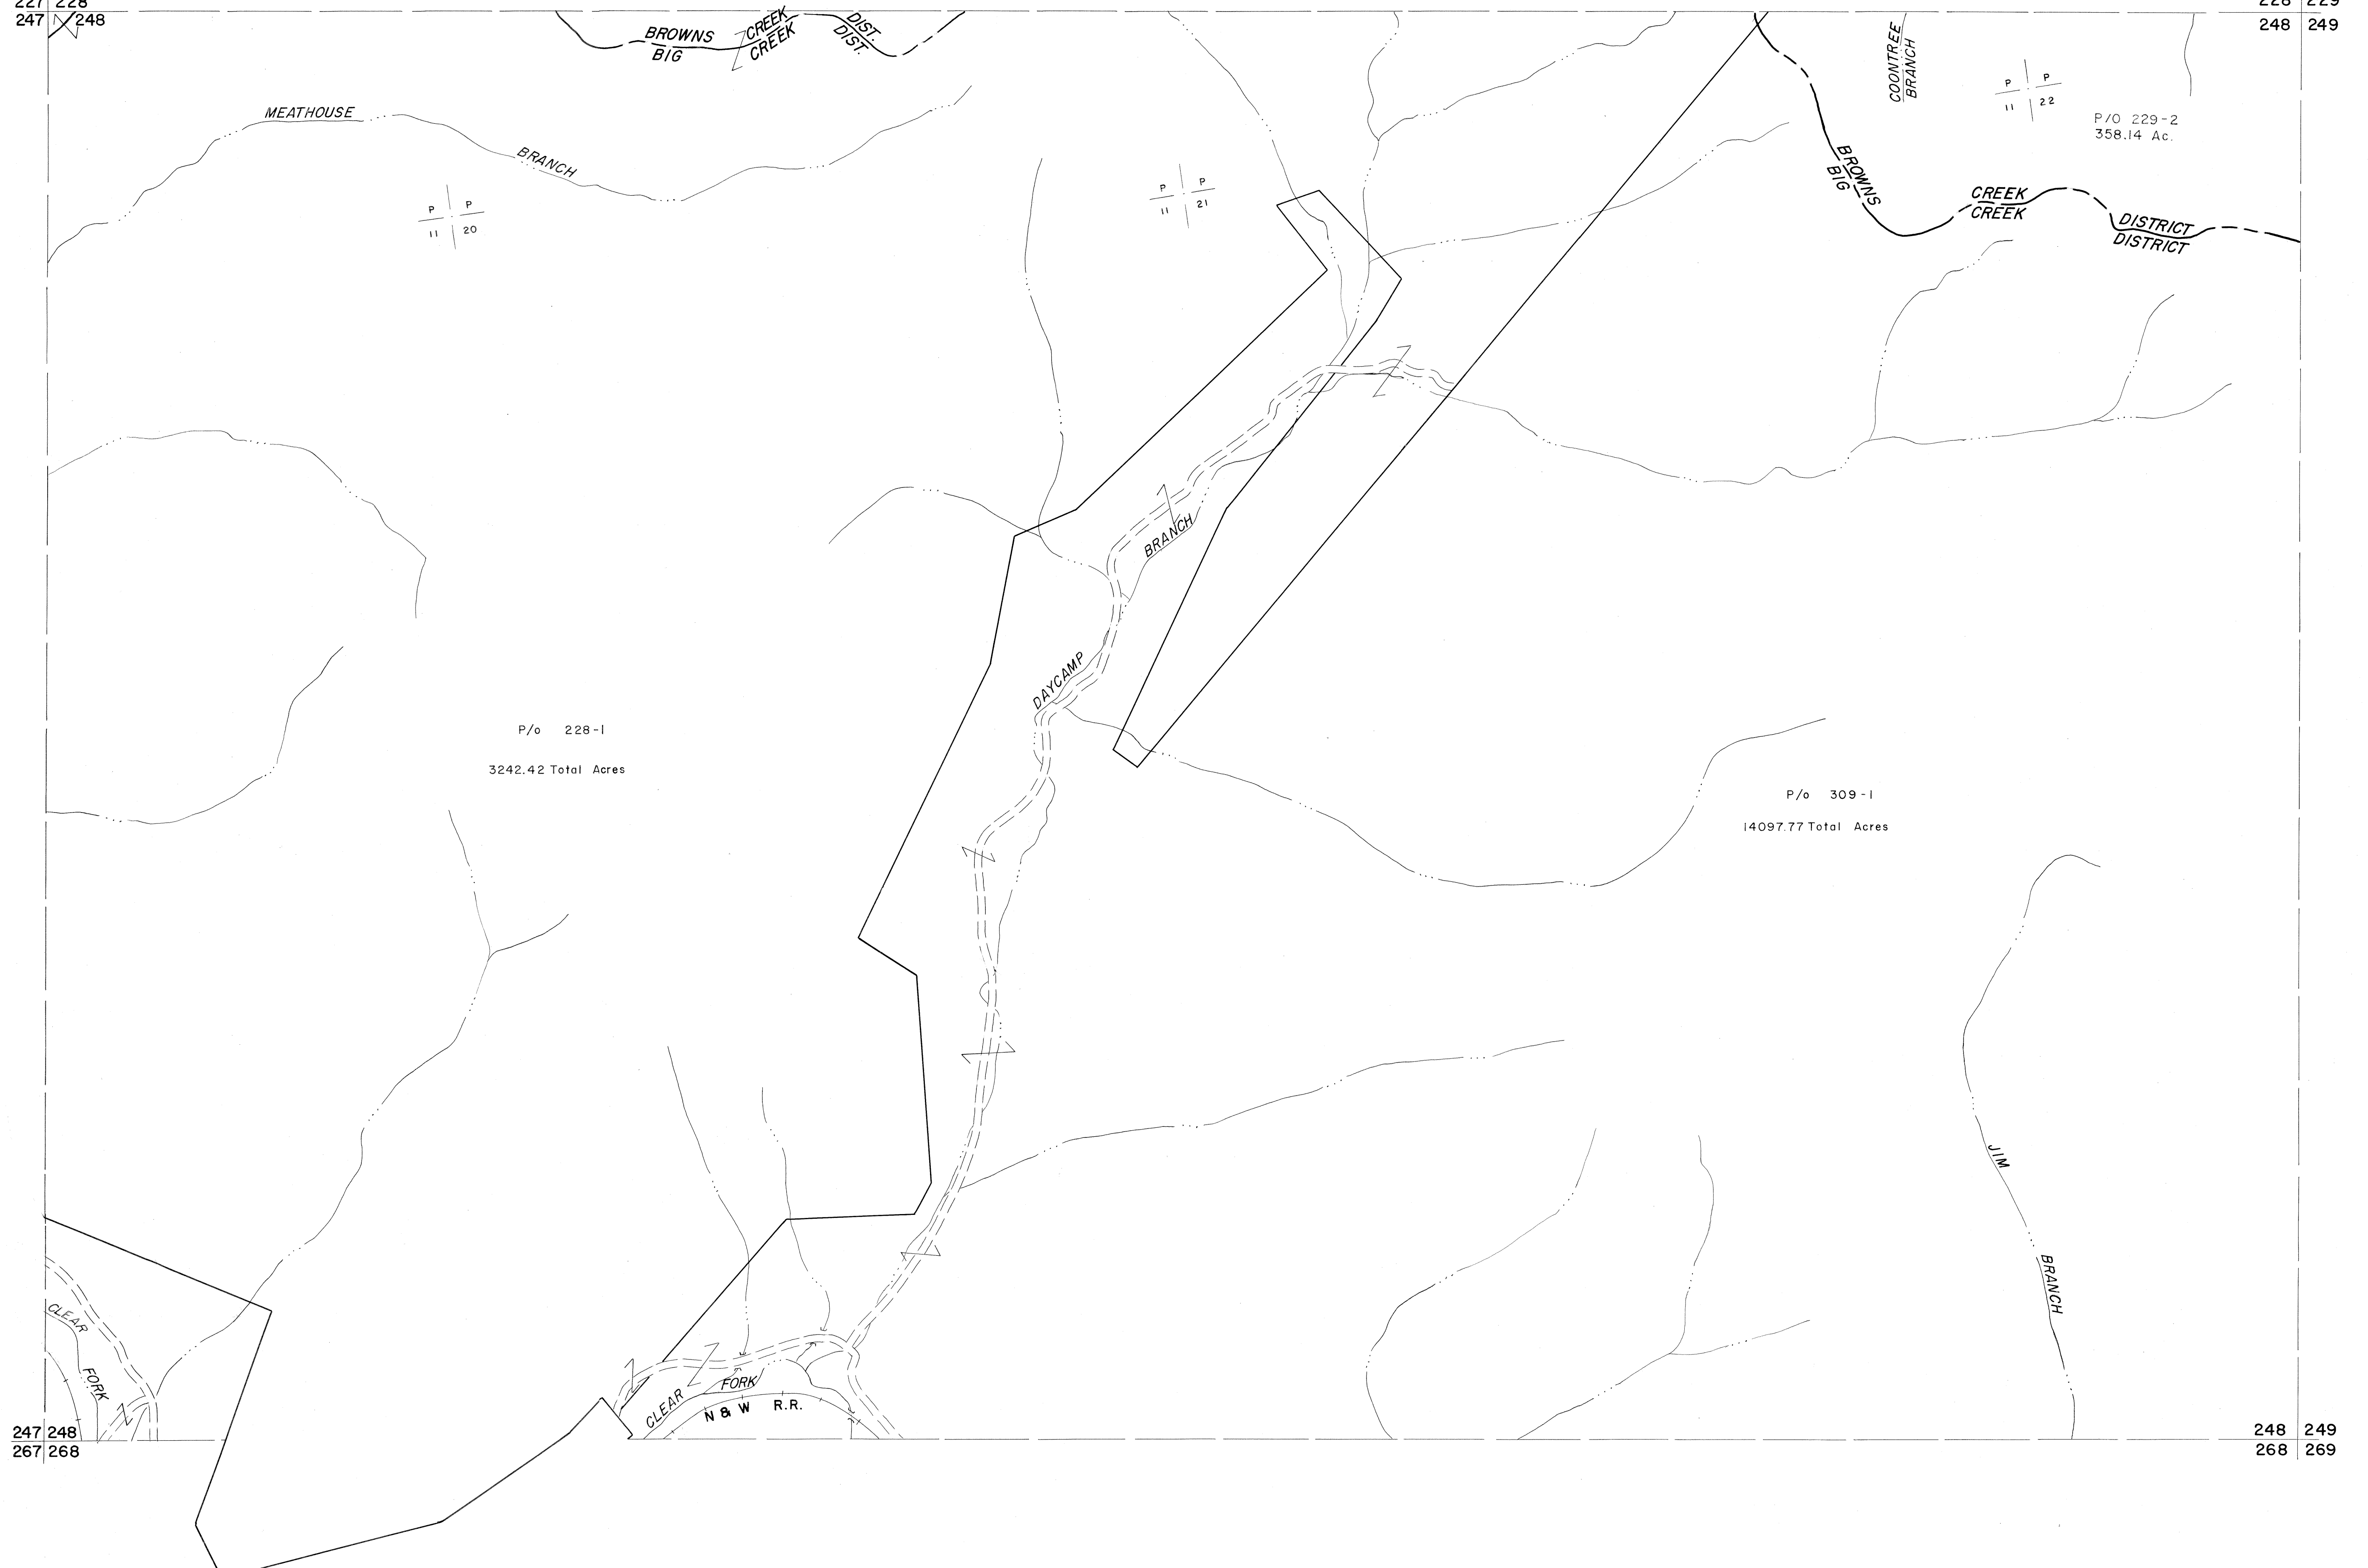 227 228
247 248
228 229
248 249
BROWNS CREEK DIST.
BIG CREEK DIST.
COONTREE
BRANCH
P P
11 22
P/O 229-2
358.14 Ac.
MEATHOUSE
BRANCH
BROWNS CREEK DISTRICT
BIG CREEK DISTRICT
P P
11 20
P P
11 21
BRANCH
DAYCAMP
P/o 228-1
3242.42 Total Acres
P/o 309-1
14097.77 Total Acres
JIM
BRANCH
CLEAR
FORK
CLEAR
FORK
N & W R.R.
247 248
267 268
248 249
268 269